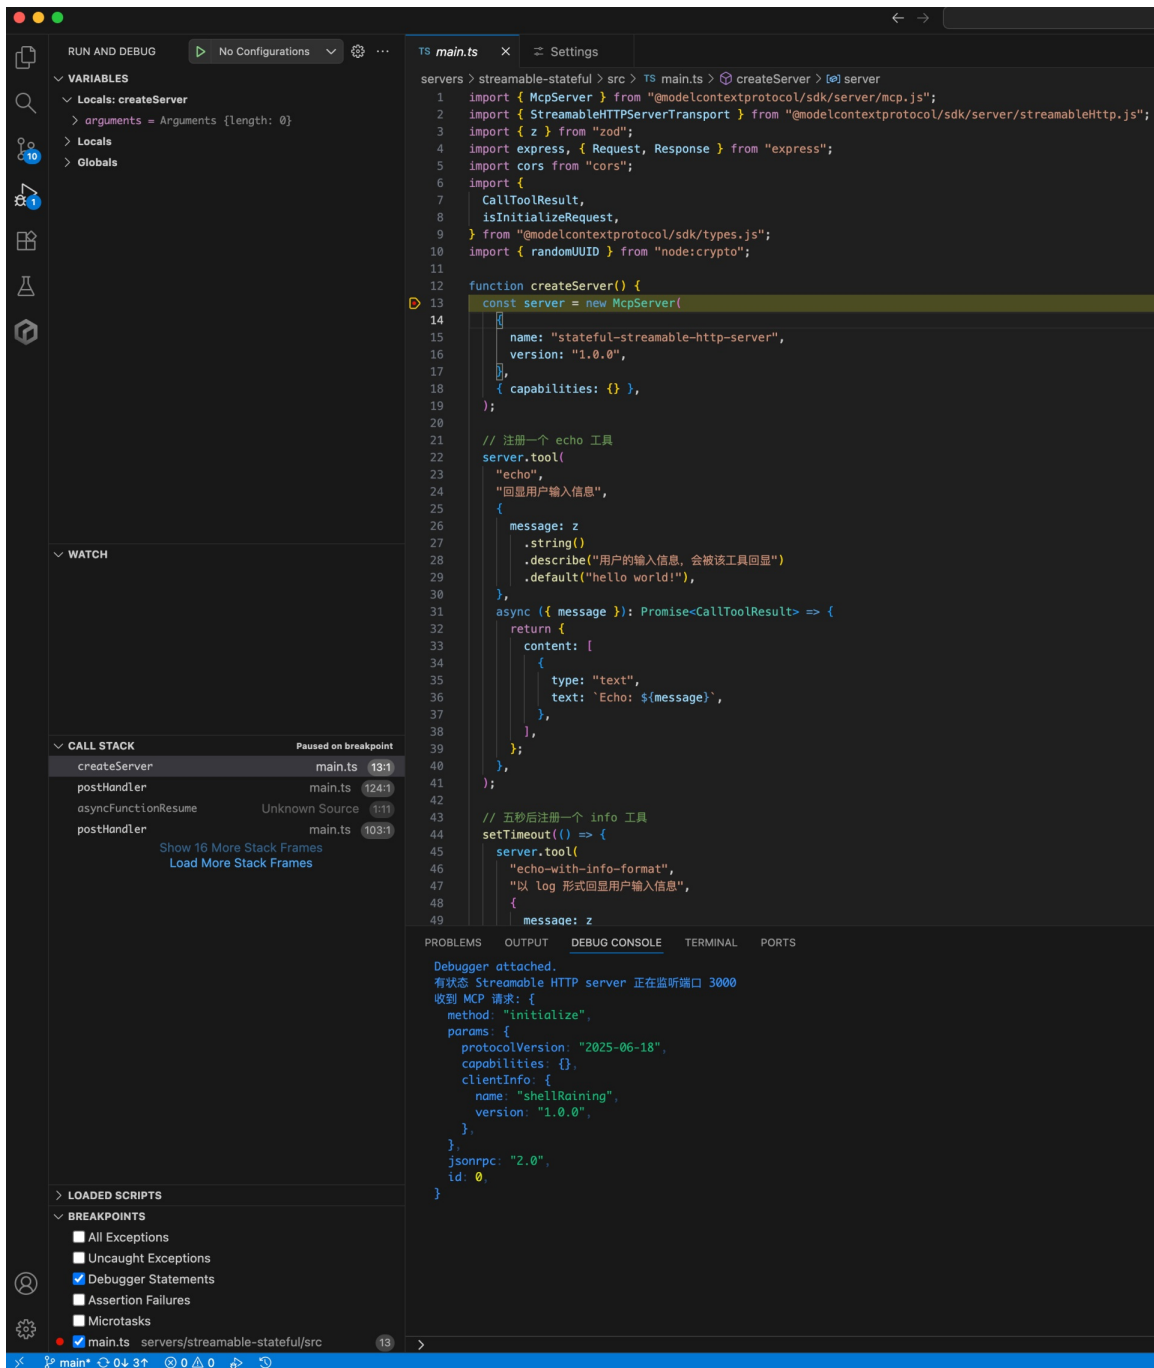 RUN AND DEBUG
No Configurations
VARIABLES
Locals: createServer
arguments = Arguments {length: 0}
Locals
Globals
10
1
WATCH
CALL STACK
Paused on breakpoint
createServer main.ts 13:1
postHandler main.ts 124:1
asyncFunctionResume Unknown Source 1:11
postHandler main.ts 103:1
Show 16 More Stack Frames
Load More Stack Frames
LOADED SCRIPTS
BREAKPOINTS
All Exceptions
Uncaught Exceptions
Debugger Statements
Assertion Failures
Microtasks
main.ts servers/streamable-stateful/src 13
TS main.ts
Settings
servers > streamable-stateful > src > TS main.ts > createServer > server
1 import { McpServer } from "@modelcontextprotocol/sdk/server/mcp.js";
2 import { StreamableHTTPServerTransport } from "@modelcontextprotocol/sdk/server/streamableHttp.js";
3 import { z } from "zod";
4 import express, { Request, Response } from "express";
5 import cors from "cors";
6 import {
7 CallToolResult,
8 isInitializeRequest,
9 } from "@modelcontextprotocol/sdk/types.js";
10 import { randomUUID } from "node:crypto";
11
12 function createServer() {
13 const server = new McpServer(
14 {
15 name: "stateful-streamable-http-server",
16 version: "1.0.0",
17 },
18 { capabilities: {} },
19 );
20
21 // 注册一个 echo 工具
22 server.tool(
23 "echo",
24 "回显用户输入信息",
25 {
26 message: z
27 .string()
28 .describe("用户的输入信息，会被该工具回显")
29 .default("hello world!"),
30 },
31 async ({ message }): Promise<CallToolResult> => {
32 return {
33 content: [
34 {
35 type: "text",
36 text: `Echo: ${message}`,
37 },
38 ],
39 };
40 },
41 );
42
43 // 五秒后注册一个 info 工具
44 setTimeout(() => {
45 server.tool(
46 "echo-with-info-format",
47 "以 log 形式回显用户输入信息",
48 {
49 message: z
PROBLEMS OUTPUT DEBUG CONSOLE TERMINAL PORTS
Debugger attached.
有状态 Streamable HTTP server 正在监听端口 3000
收到 MCP 请求: {
method: "initialize",
params: {
protocolVersion: "2025-06-18",
capabilities: {},
clientInfo: {
name: "shellRaining",
version: "1.0.0",
},
},
jsonrpc: "2.0",
id: 0,
}
main* 0↓ 3↑ 0 0